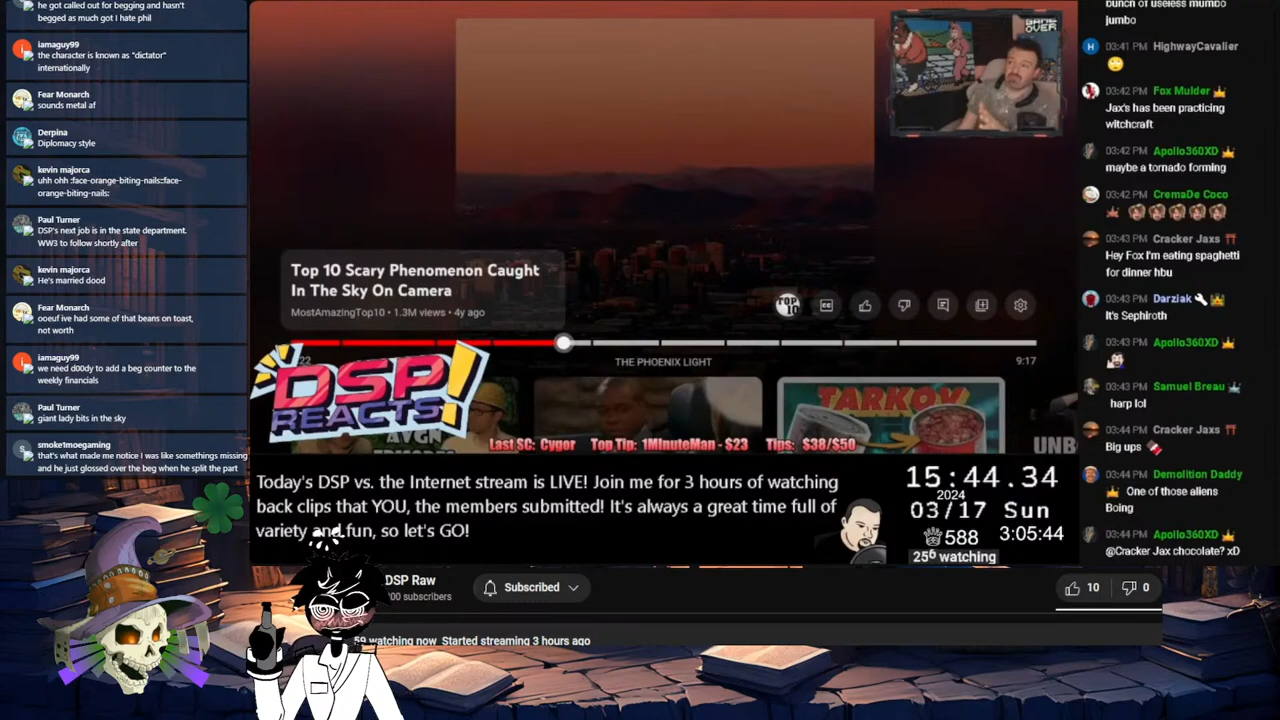 he got called out for begging and hasn't
begged as much got I hate phil
iamaguy99
the character is known as "dictator"
internationally
Fear Monarch
sounds metal af
Derpina
Diplomacy style
kevin majorca
uhh ohh :face-orange-biting-nails::face-
orange-biting-nails:
Paul Turner
DSP's next job is in the state department.
WW3 to follow shortly after
kevin majorca
He's married dood
Fear Monarch
ooeuf ive had some of that beans on toast,
not worth
iamaguy99
we need d00dy to add a beg counter to the
weekly financials
Paul Turner
giant lady bits in the sky
smoke1moegaming
that's what made me notice I was like somethings missing
and he just glossed over the beg when he split the part
GAME
OVER
Top 10 Scary Phenomenon Caught
In The Sky On Camera
MostAmazingTop10 • 1.3M views • 4y ago
TOP
10
CC
:22
THE PHOENIX LIGHT
9:17
DSP
REACTS!
AVGN
EPISODES
TARKOV
UNB
Last SC: Cygor Top Tip: 1MInuteMan - $23 Tips: $38/$50
Today's DSP vs. the Internet stream is LIVE! Join me for 3 hours of watching
back clips that YOU, the members submitted! It's always a great time full of
variety and fun, so let's GO!
15:44.34
2024
03/17 Sun
588
3:05:44
256 watching
DSP Raw
00 subscribers
Subscribed
10
0
59 watching now Started streaming 3 hours ago
bunch of useless mumbo
jumbo
H
03:41 PM HighwayCavalier
03:42 PM Fox Mulder
Jax's has been practicing
witchcraft
03:42 PM Apollo360XD
maybe a tornado forming
03:42 PM CremaDe Coco
03:43 PM Cracker Jaxs
Hey Fox I'm eating spaghetti
for dinner hbu
03:43 PM Darziak
It's Sephiroth
03:43 PM Apollo360XD
03:43 PM Samuel Breau
harp lol
03:44 PM Cracker Jaxs
Big ups
03:44 PM Demolition Daddy
One of those aliens
Boing
03:44 PM Apollo360XD
@Cracker Jax chocolate? xD